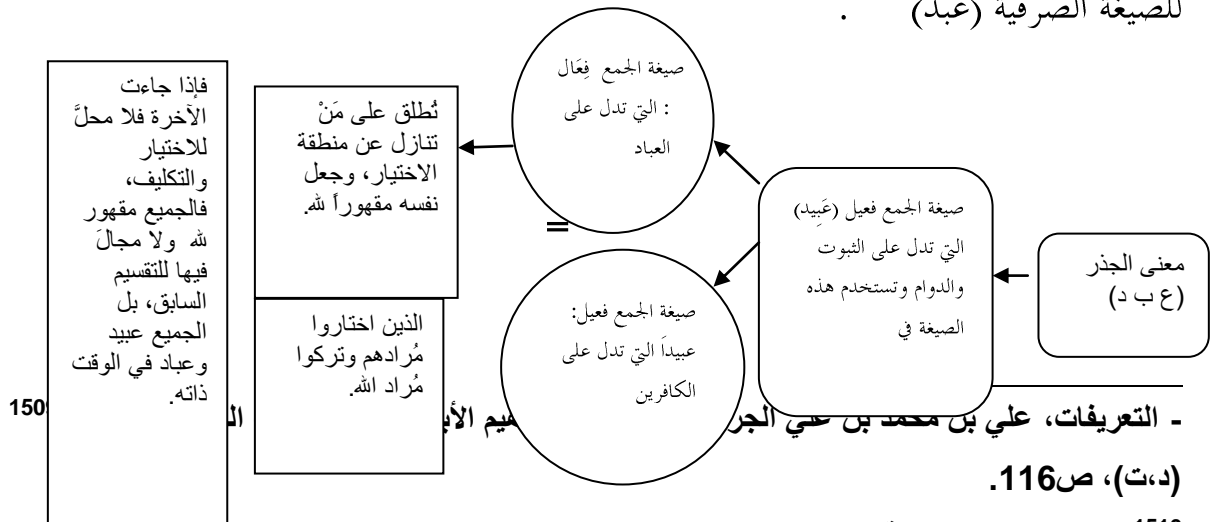 للصيغة الصرفية (عبد) .
معنى الجذر
(ع ب د)
صيغة الجمع فعيل (عَبِيد)
التي تدل على الثبوت
والدوام وتستخدم هذه
الصيغة في
صيغة الجمع فِعَال
: التي تدل على
العباد
صيغة الجمع فعيل:
عبيداَ التي تدل على
الكافرين
=
تُطلق على مَنْ
تنازل عن منطقة
الاختيار، وجعل
نفسه مقهوراً لله.
الذين اختاروا
مُرادهم وتركوا
مُراد الله.
فإذا جاءت
الآخرة فلا محلَّ
للاختيار
والتكليف،
فالجميع مقهور
لله ولا مجالَ
فيها للتقسيم
السابق، بل
الجميع عبيد
وعباد في الوقت
ذاته.
- التعريفات، علي بن محمد بن علي
(د،ت)، ص116.